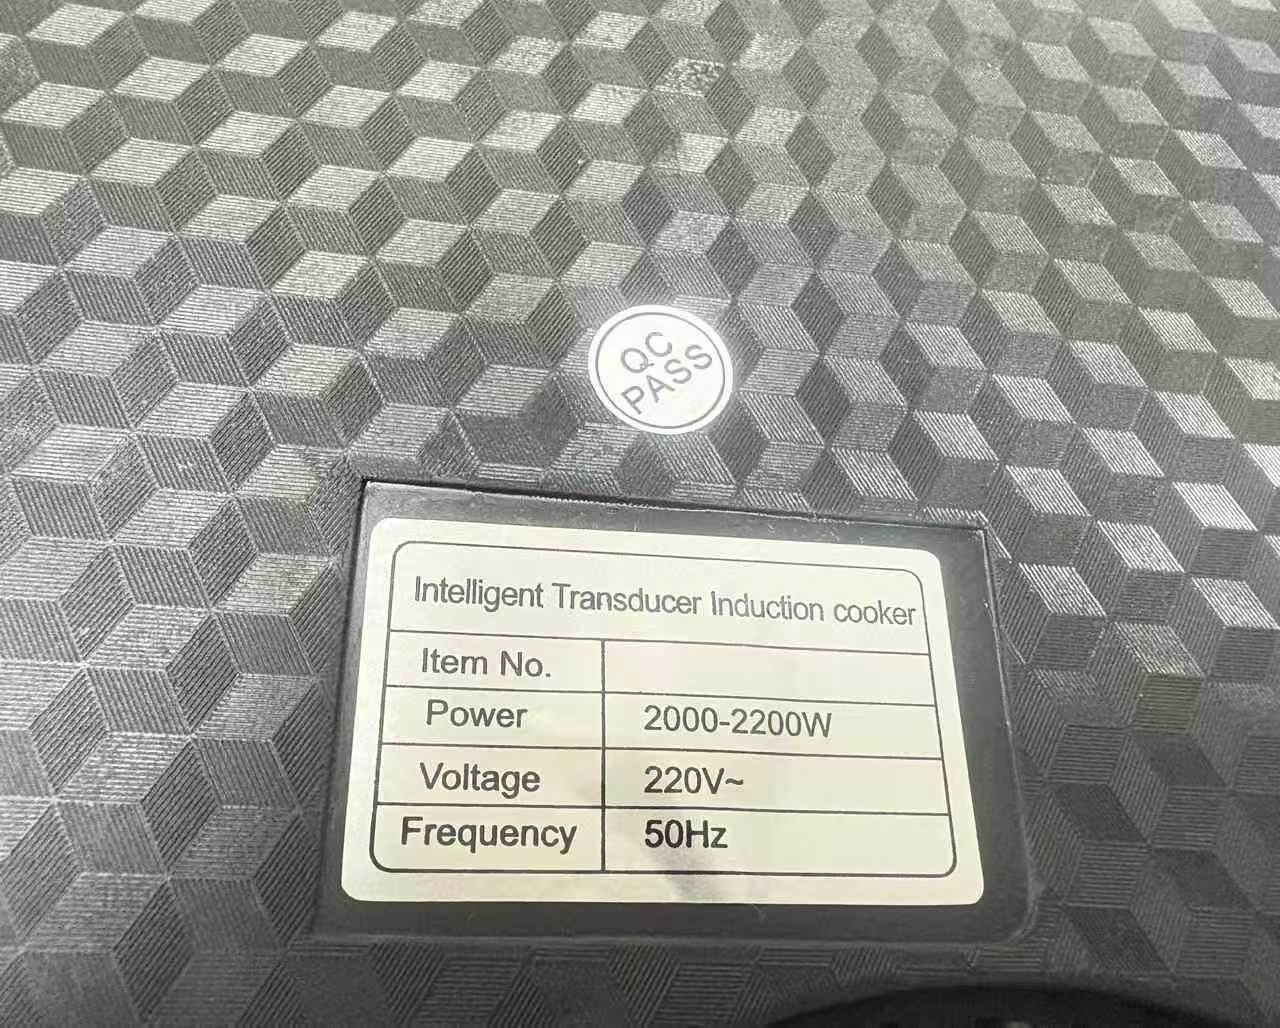 QC
PASS
Intelligent Transducer Induction cooker
Item No.
Power 2000-2200W
Voltage 220V~
Frequency 50Hz